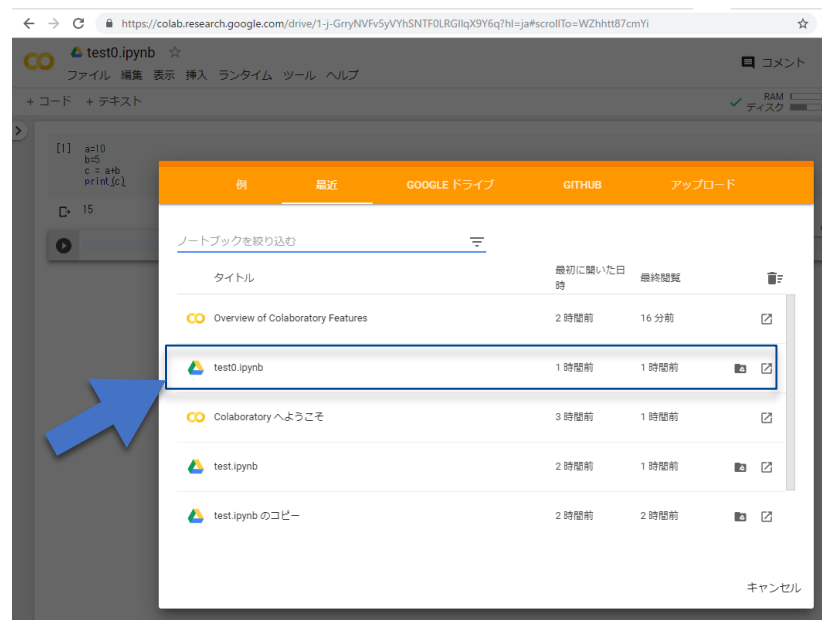 https://colab.research.google.com/drive/1-j-GrryNVFv5yVYhSNTF0LRGIlqX9Y6q?hl=ja#scrollTo=WZhhtt87cmYi
test0.ipynb
ファイル 編集 表示 挿入 ランタイム ツール ヘルプ
コメント
+ コード + テキスト
RAM
ディスク
[1] a=10
b=5
c = a+b
print(c)
15
例 最近 GOOGLE ドライブ GITHUB アップロード
ノートブックを絞り込む
タイトル 最初に開いた日時 最終閲覧
Overview of Colaboratory Features 2 時間前 16 分前
test0.ipynb 1 時間前 1 時間前
Colaboratory へようこそ 3 時間前 1 時間前
test.ipynb 2 時間前 1 時間前
test.ipynb のコピー 2 時間前 2 時間前
キャンセル